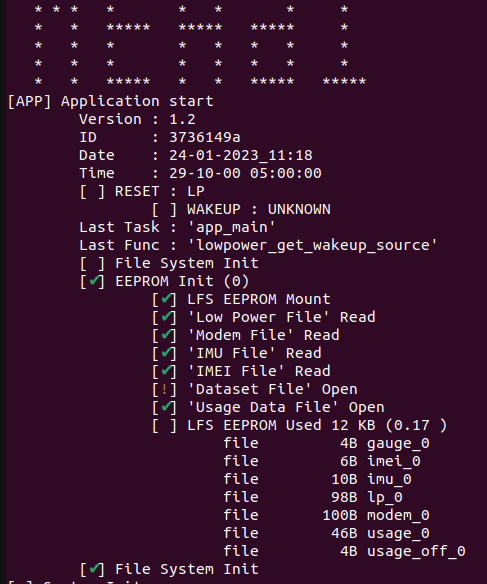 * * *   *       *   *       *     *
*   *   *****   *****   *****     *
*   *   *       *   *   *   *     *
*   *   *       *   *   *   *     *
*   *   *****   *   *   *****   *****
[APP] Application start
Version : 1.2
ID      : 3736149a
Date    : 24-01-2023_11:18
Time    : 29-10-00 05:00:00
[ ] RESET : LP
[ ] WAKEUP : UNKNOWN
Last Task : 'app_main'
Last Func : 'lowpower_get_wakeup_source'
[ ] File System Init
[✔] EEPROM Init (0)
[✔] LFS EEPROM Mount
[✔] 'Low Power File' Read
[✔] 'Modem File' Read
[✔] 'IMU File' Read
[✔] 'IMEI File' Read
[!] 'Dataset File' Open
[✔] 'Usage Data File' Open
[ ] LFS EEPROM Used 12 KB (0.17 )
file           4B gauge_0
file           6B imei_0
file          10B imu_0
file          98B lp_0
file         100B modem_0
file          46B usage_0
file           4B usage_off_0
[✔] File System Init